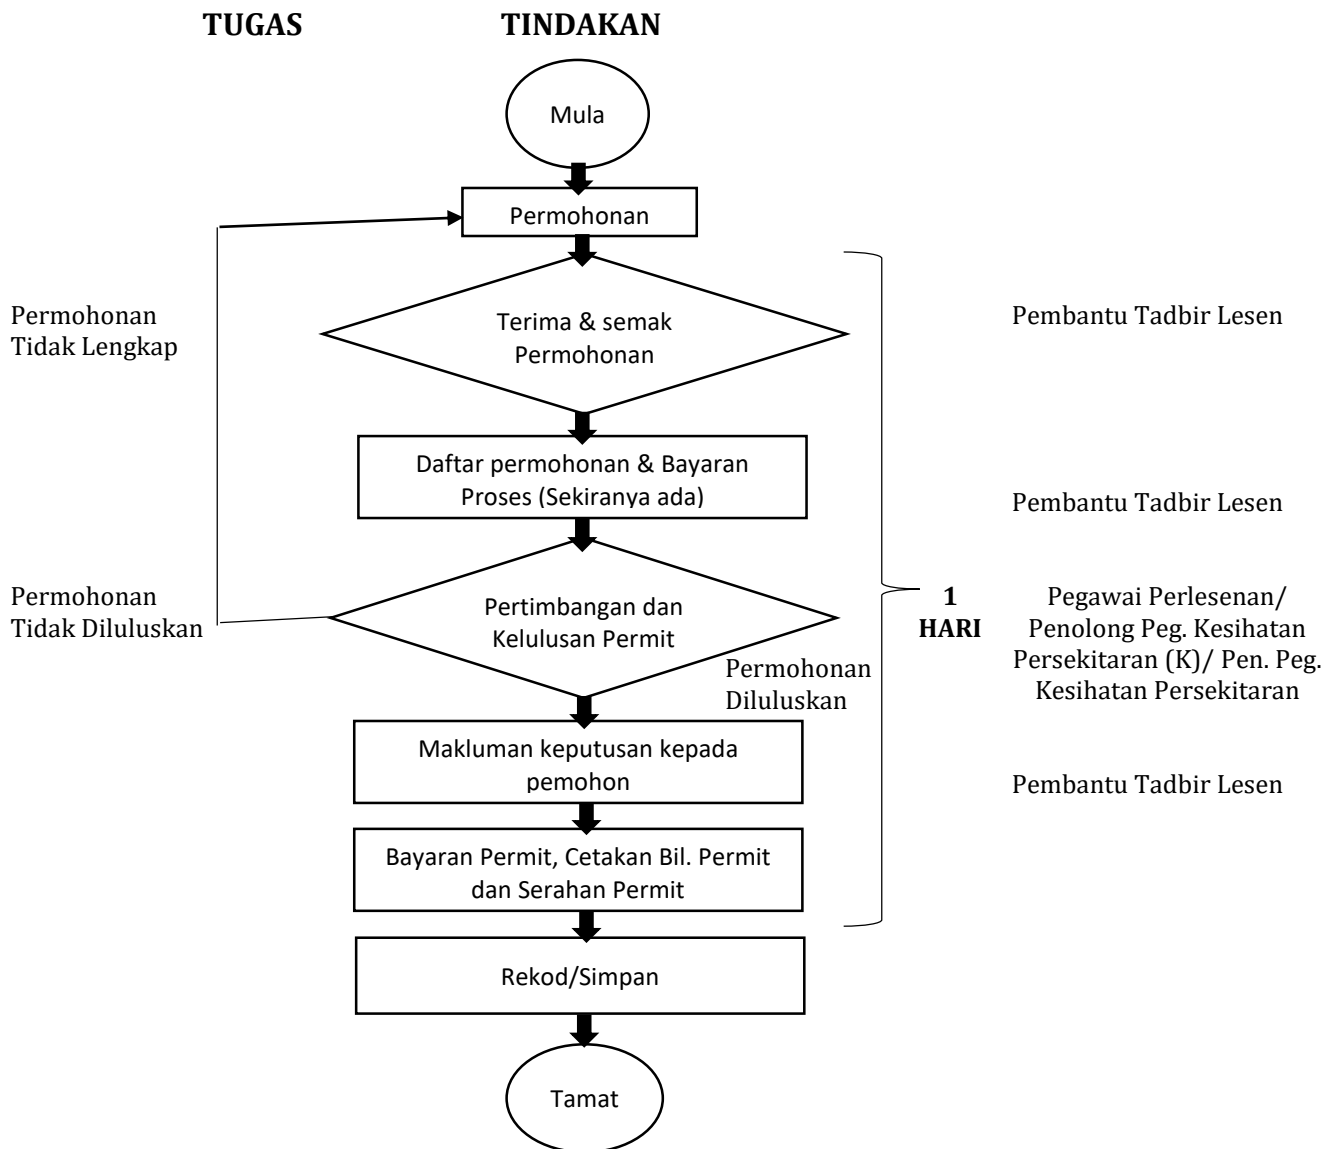 TUGAS TINDAKAN
Mula
Permohonan
Permohonan
Tidak Lengkap
Terima & semak
Permohonan
Pembantu Tadbir Lesen
Daftar permohonan & Bayaran
Proses (Sekiranya ada)
Pembantu Tadbir Lesen
Permohonan
Tidak Diluluskan
Pertimbangan dan
Kelulusan Permit
Permohonan
Diluluskan
1
HARI
Pegawai Perlesenan/
Penolong Peg. Kesihatan
Persekitaran (K)/ Pen. Peg.
Kesihatan Persekitaran
Makluman keputusan kepada
pemohon
Pembantu Tadbir Lesen
Bayaran Permit, Cetakan Bil. Permit
dan Serahan Permit
Rekod/Simpan
Tamat